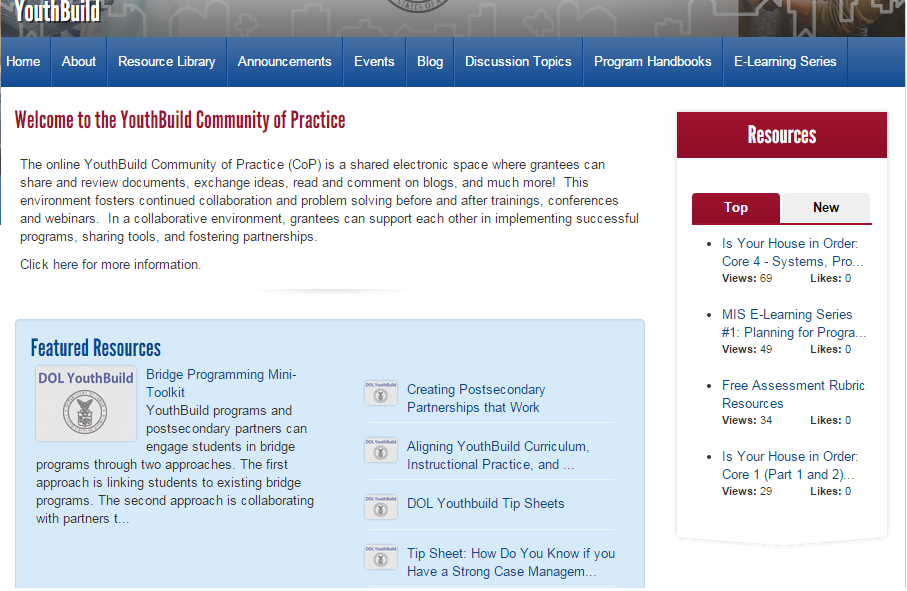 YouthBuild
STATES OF
Home About Resource Library Announcements Events Blog Discussion Topics Program Handbooks E-Learning Series
Welcome to the YouthBuild Community of Practice
The online YouthBuild Community of Practice (CoP) is a shared electronic space where grantees can
share and review documents, exchange ideas, read and comment on blogs, and much more! This
environment fosters continued collaboration and problem solving before and after trainings, conferences
and webinars. In a collaborative environment, grantees can support each other in implementing successful
programs, sharing tools, and fostering partnerships.
Click here for more information.
Featured Resources
DOL YouthBuild
Bridge Programming Mini-
Toolkit
YouthBuild programs and
postsecondary partners can
engage students in bridge
programs through two approaches. The first
approach is linking students to existing bridge
programs. The second approach is collaborating
with partners t...
DOL YouthBuild
Creating Postsecondary
Partnerships that Work
DOL YouthBuild
Aligning YouthBuild Curriculum,
Instructional Practice, and ...
DOL YouthBuild
DOL Youthbuild Tip Sheets
DOL YouthBuild
Tip Sheet: How Do You Know if you
Have a Strong Case Managem...
Resources
Top New
• Is Your House in Order:
Core 4 - Systems, Pro...
Views: 69 Likes: 0
• MIS E-Learning Series
#1: Planning for Progra...
Views: 49 Likes: 0
• Free Assessment Rubric
Resources
Views: 34 Likes: 0
• Is Your House in Order:
Core 1 (Part 1 and 2)...
Views: 29 Likes: 0